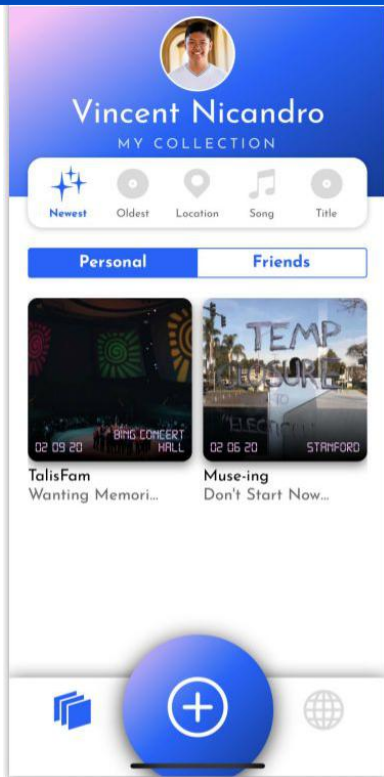 Vincent Nicandro
MY COLLECTION
Newest Oldest Location Song Title
Personal Friends
TEMP
CLOSURE
02 09 20 BING CONCERT
HALL
02 06 20 STANFORD
TalisFam Muse-ing
Wanting Memori... Don't Start Now...